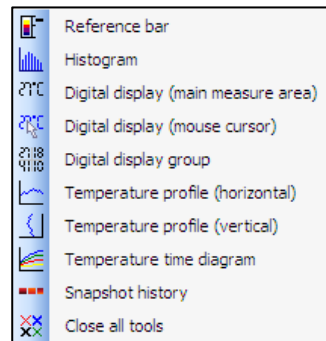 Reference bar
Histogram
Digital display (main measure area)
Digital display (mouse cursor)
Digital display group
Temperature profile (horizontal)
Temperature profile (vertical)
Temperature time diagram
Snapshot history
Close all tools